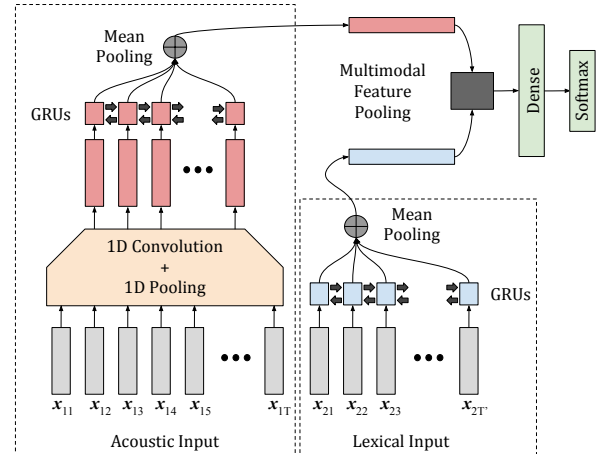 Mean
Pooling
GRUs
1D Convolution
+
1D Pooling
x11 x12 x13 x14 x15 x1T
Acoustic Input
Multimodal
Feature
Pooling
Dense
Softmax
Mean
Pooling
GRUs
x21 x22 x23 x2T'
Lexical Input